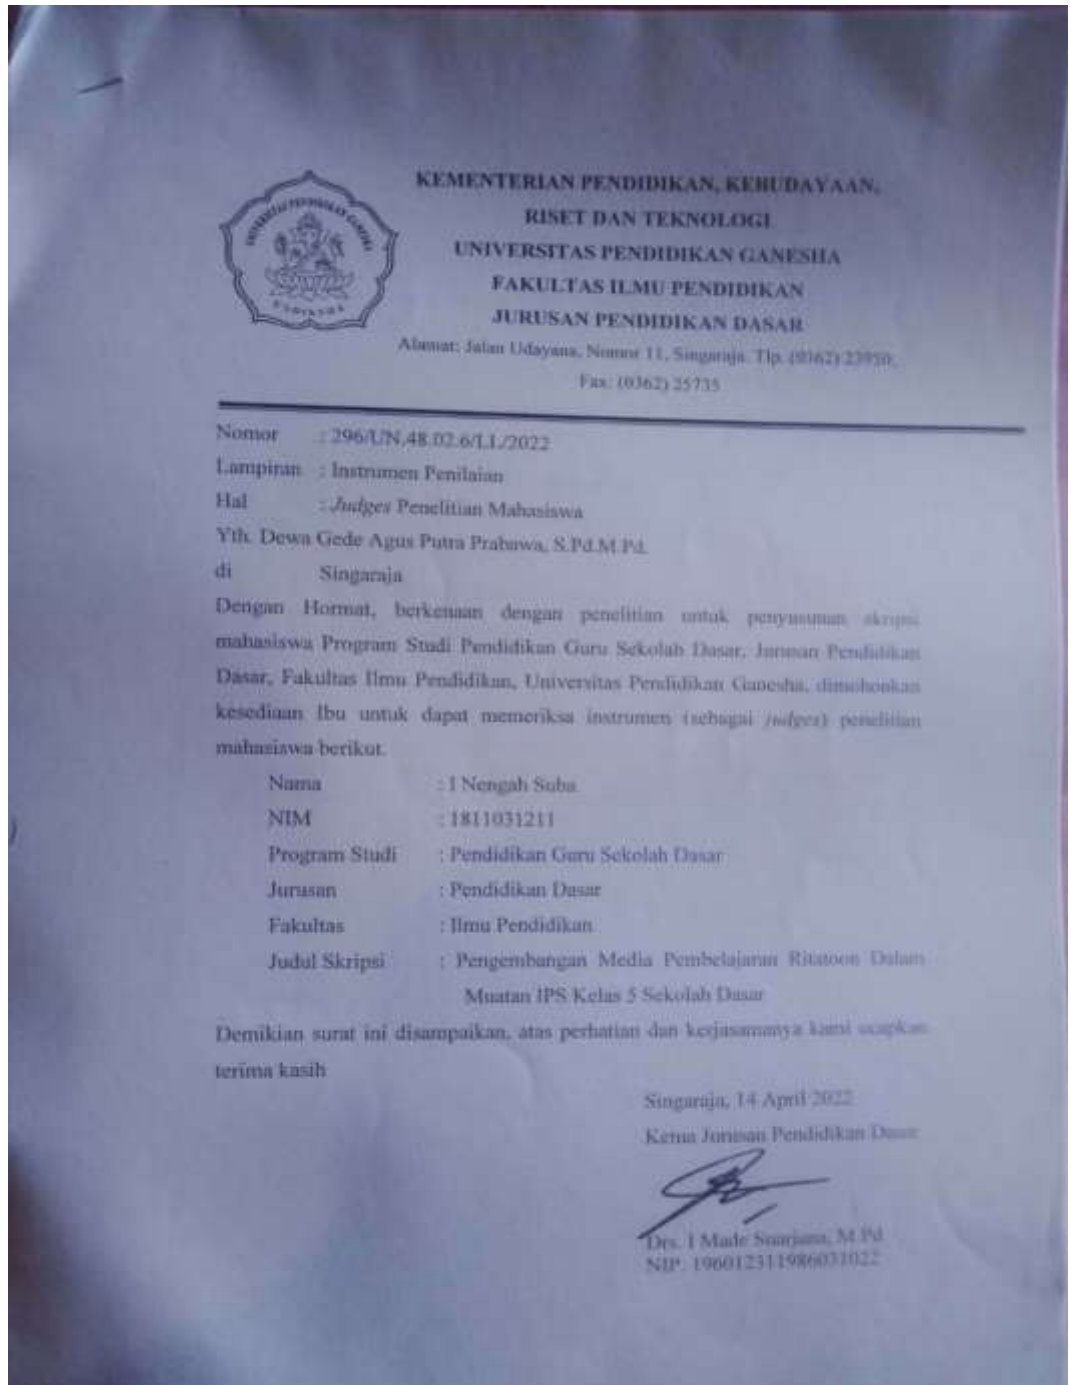 UNIVERSITAS PENDIDIKAN GANESHA
UNDIKSHA
KEMENTERIAN PENDIDIKAN, KEBUDAYAAN,
RISET DAN TEKNOLOGI
UNIVERSITAS PENDIDIKAN GANESHA
FAKULTAS ILMU PENDIDIKAN
JURUSAN PENDIDIKAN DASAR
Alamat: Jalan Udayana, Nomor 11, Singaraja. Tlp. (0362) 23950;
Fax: (0362) 25735
Nomor : 296/UN.48.02.6/LL/2022
Lampiran : Instrumen Penilaian
Hal : Judges Penelitian Mahasiswa
Yth. Dewa Gede Agus Putra Prabawa, S.Pd.M.Pd.
di Singaraja
Dengan Hormat, berkenaan dengan penelitian untuk penyusunan skripsi
mahasiswa Program Studi Pendidikan Guru Sekolah Dasar, Jurusan Pendidikan
Dasar, Fakultas Ilmu Pendidikan, Universitas Pendidikan Ganesha, dimohonkan
kesediaan Ibu untuk dapat memeriksa instrumen (sebagai judges) penelitian
mahasiswa berikut.
Nama : I Nengah Suba
NIM : 1811031211
Program Studi : Pendidikan Guru Sekolah Dasar
Jurusan : Pendidikan Dasar
Fakultas : Ilmu Pendidikan
Judul Skripsi : Pengembangan Media Pembelajaran Ritatoon Dalam
Muatan IPS Kelas 5 Sekolah Dasar
Demikian surat ini disampaikan, atas perhatian dan kerjasamanya kami ucapkan
terima kasih
Singaraja, 14 April 2022
Ketua Jurusan Pendidikan Dasar
Drs. I Made Suarjana, M.Pd
NIP. 196012311986031022